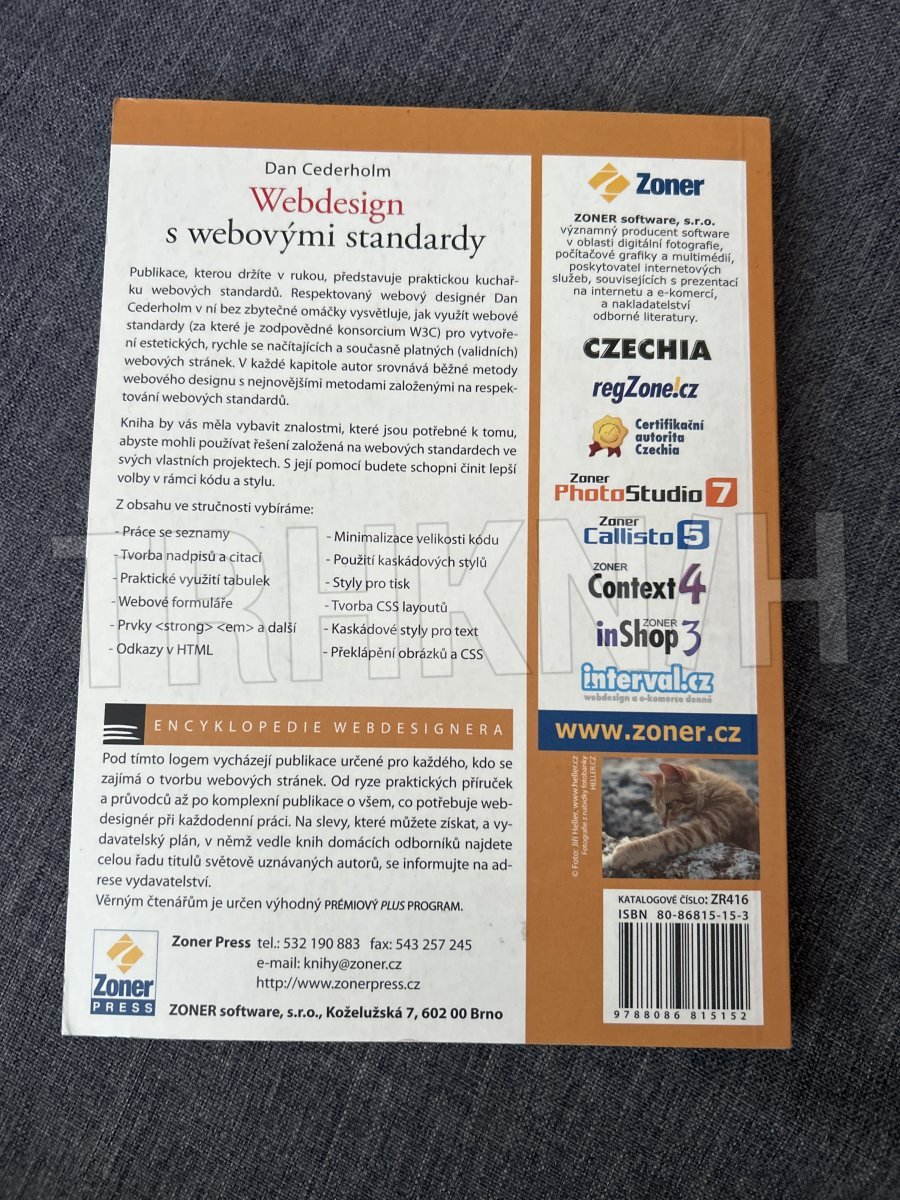 Dan Cederholm
Webdesign
s webovými standardy
Publikace, kterou držíte v rukou, představuje praktickou kuchař-
ku webových standardů. Respektovaný webový designér Dan
Cederholm v ní bez zbytečné omáčky vysvětluje, jak využít webové
standardy (za které je zodpovědné konsorcium W3C) pro vytvoře-
ní estetických, rychle se načítajících a současně platných (validních)
webových stránek. V každé kapitole autor srovnává běžné metody
webového designu s nejnovějšími metodami založenými na respek-
tování webových standardů.
Kniha by vás měla vybavit znalostmi, které jsou potřebné k tomu,
abyste mohli používat řešení založená na webových standardech ve
svých vlastních projektech. S její pomocí budete schopni činit lepší
volby v rámci kódu a stylu.
Z obsahu ve stručnosti vybíráme:
- Práce se seznamy
- Tvorba nadpisů a citací
- Praktické využití tabulek
- Webové formuláře
- Prvky <strong> <em> a další
- Odkazy v HTML
- Minimalizace velikosti kódu
- Použití kaskádových stylů
- Styly pro tisk
- Tvorba CSS layoutů
- Kaskádové styly pro text
- Překlápění obrázků a CSS
ENCYKLOPEDIE WEBDESIGNERA
Pod tímto logem vycházejí publikace určené pro každého, kdo se
zajímá o tvorbu webových stránek. Od ryze praktických příruček
a průvodců až po komplexní publikace o všem, co potřebuje web-
designér při každodenní práci. Na slevy, které můžete získat, a vy-
davatelský plán, v němž vedle knih domácích odborníků najdete
celou řadu titulů světově uznávaných autorů, se informujte na ad-
rese vydavatelství.
Věrným čtenářům je určen výhodný PRÉMIOVÝ PLUS PROGRAM.
Zoner
PRESS
Zoner Press tel.: 532 190 883 fax: 543 257 245
e-mail: knihy@zoner.cz
http://www.zonerpress.cz
ZONER software, s.r.o., Koželužská 7, 602 00 Brno
Zoner
ZONER software, s.r.o.
významný producent software
v oblasti digitální fotografie,
počítačové grafiky a multimédií,
poskytovatel internetových
služeb, souvisejících s prezentací
na internetu a e-komercí,
a nakladatelství
odborné literatury.
CZECHIA
regZone!cz
Certifikační
autorita
Czechia
Zoner
PhotoStudio 7
Zoner
Callisto 5
ZONER
Context 4
ZONER
inShop 3
interval.cz
webdesign a e-komerce denně
www.zoner.cz
© Foto: Jiří Heller, www.heller.cz
Fotografie z nabídky fotobanky
HELLER.CZ
KATALOGOVÉ ČÍSLO: ZR416
ISBN 80-86815-15-3
9788086 815152
TRHKNIH